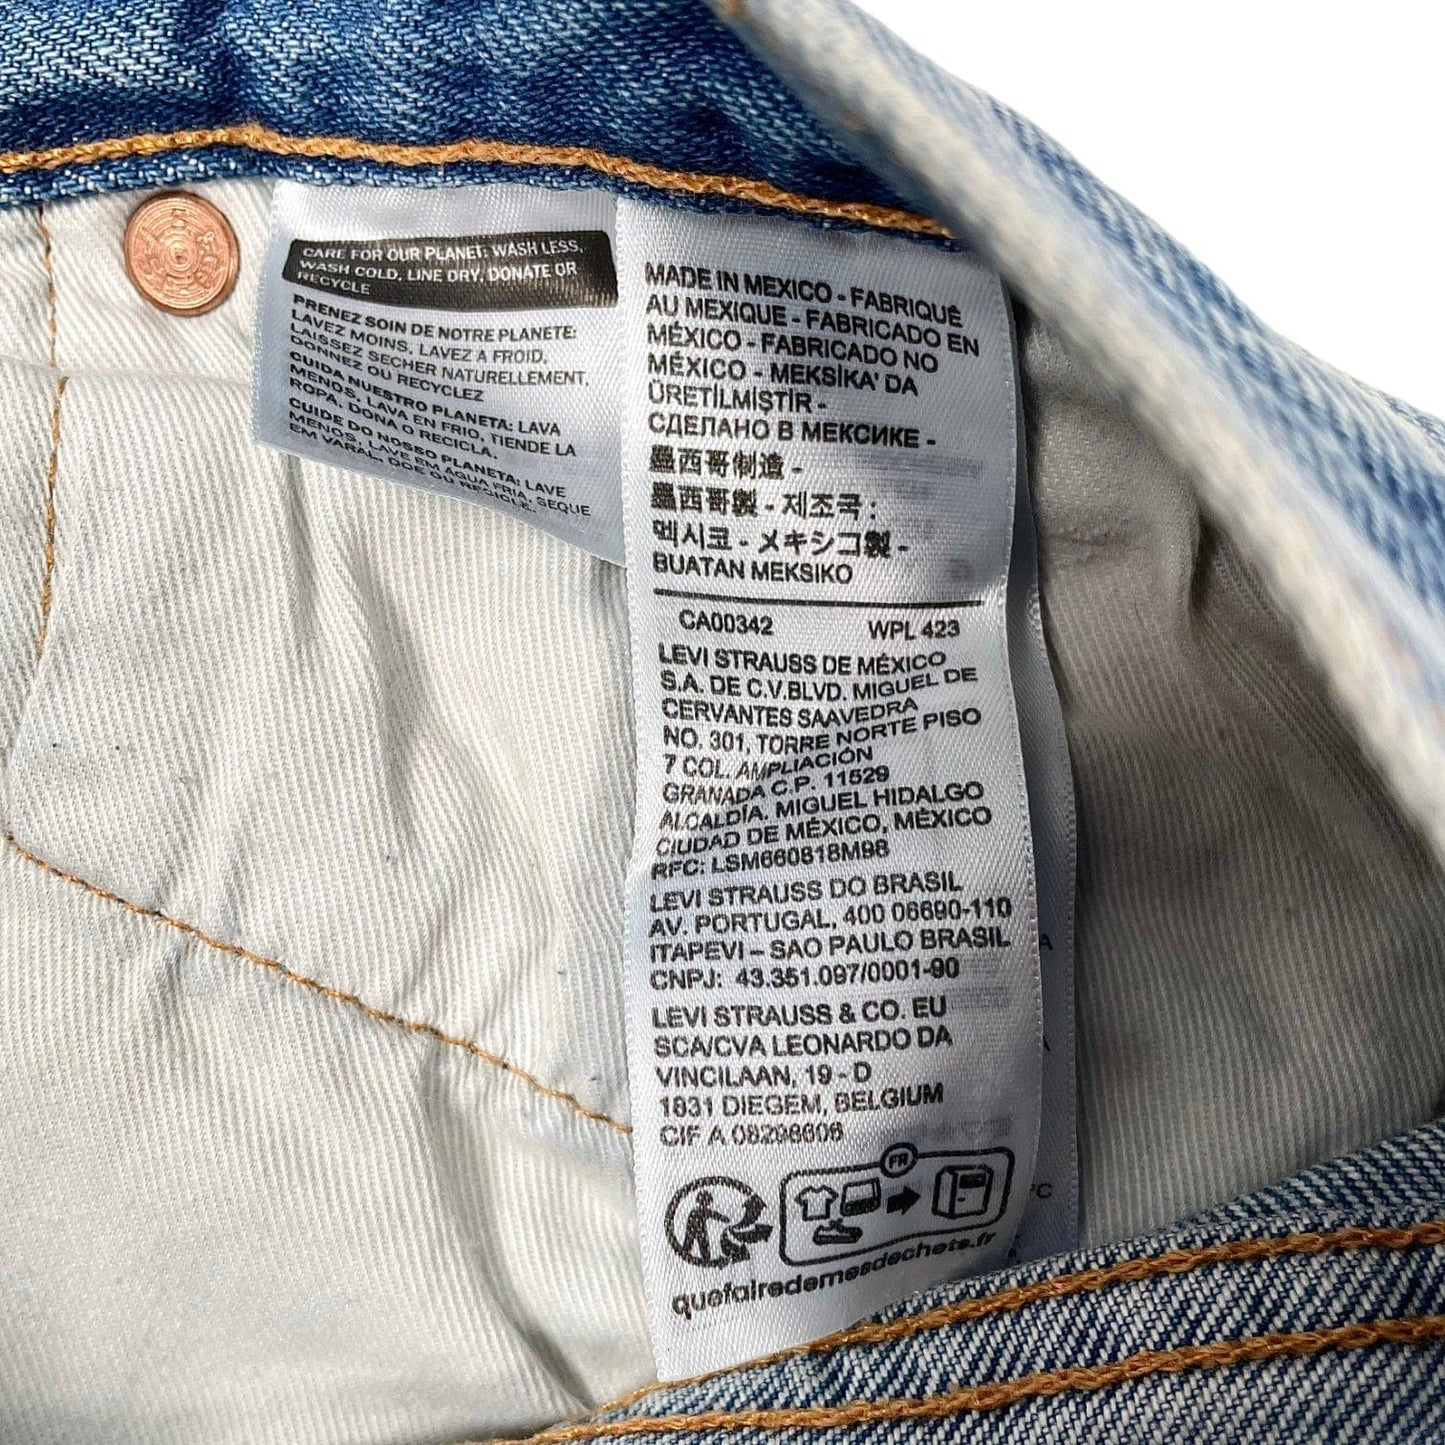 CARE FOR OUR PLANET: WASH LESS,
WASH COLD, LINE DRY, DONATE OR
RECYCLE
PRENEZ SOIN DE NOTRE PLANETE:
LAVEZ MOINS, LAVEZ A FROID,
LAISSEZ SECHER NATURELLEMENT,
DONNEZ OU RECYCLEZ
CUIDA NUESTRO PLANETA: LAVA
MENOS, LAVA EN FRIO, TIENDE LA
ROPA, DONA O RECICLA.
CUIDE DO NOSSO PLANETA: LAVE
MENOS, LAVE EM ÁGUA FRIA, SEQUE
EM VARAL, DOE OU RECICLE.
MADE IN MEXICO - FABRIQUÉ
AU MEXIQUE - FABRICADO EN
MÉXICO - FABRICADO NO
MÉXICO - MEKSİKA' DA
ÜRETİLMİŞTİR -
СДЕЛАНО В МЕКСИКЕ -
墨西哥制造 -
墨西哥製 - 제조국 :
멕시코 - メキシコ製 -
BUATAN MEKSIKO
CA00342 WPL 423
LEVI STRAUSS DE MÉXICO
S.A. DE C.V.BLVD. MIGUEL DE
CERVANTES SAAVEDRA
NO. 301, TORRE NORTE PISO
7 COL. AMPLIACIÓN
GRANADA C.P. 11529
ALCALDÍA. MIGUEL HIDALGO
CIUDAD DE MÉXICO, MÉXICO
RFC: LSM660818M98
LEVI STRAUSS DO BRASIL
AV. PORTUGAL, 400 06690-110
ITAPEVI – SAO PAULO BRASIL
CNPJ: 43.351.097/0001-90
LEVI STRAUSS & CO. EU
SCA/CVA LEONARDO DA
VINCILAAN, 19 - D
1831 DIEGEM, BELGIUM
CIF A 08298606
FR
quefairedemesdechets.fr